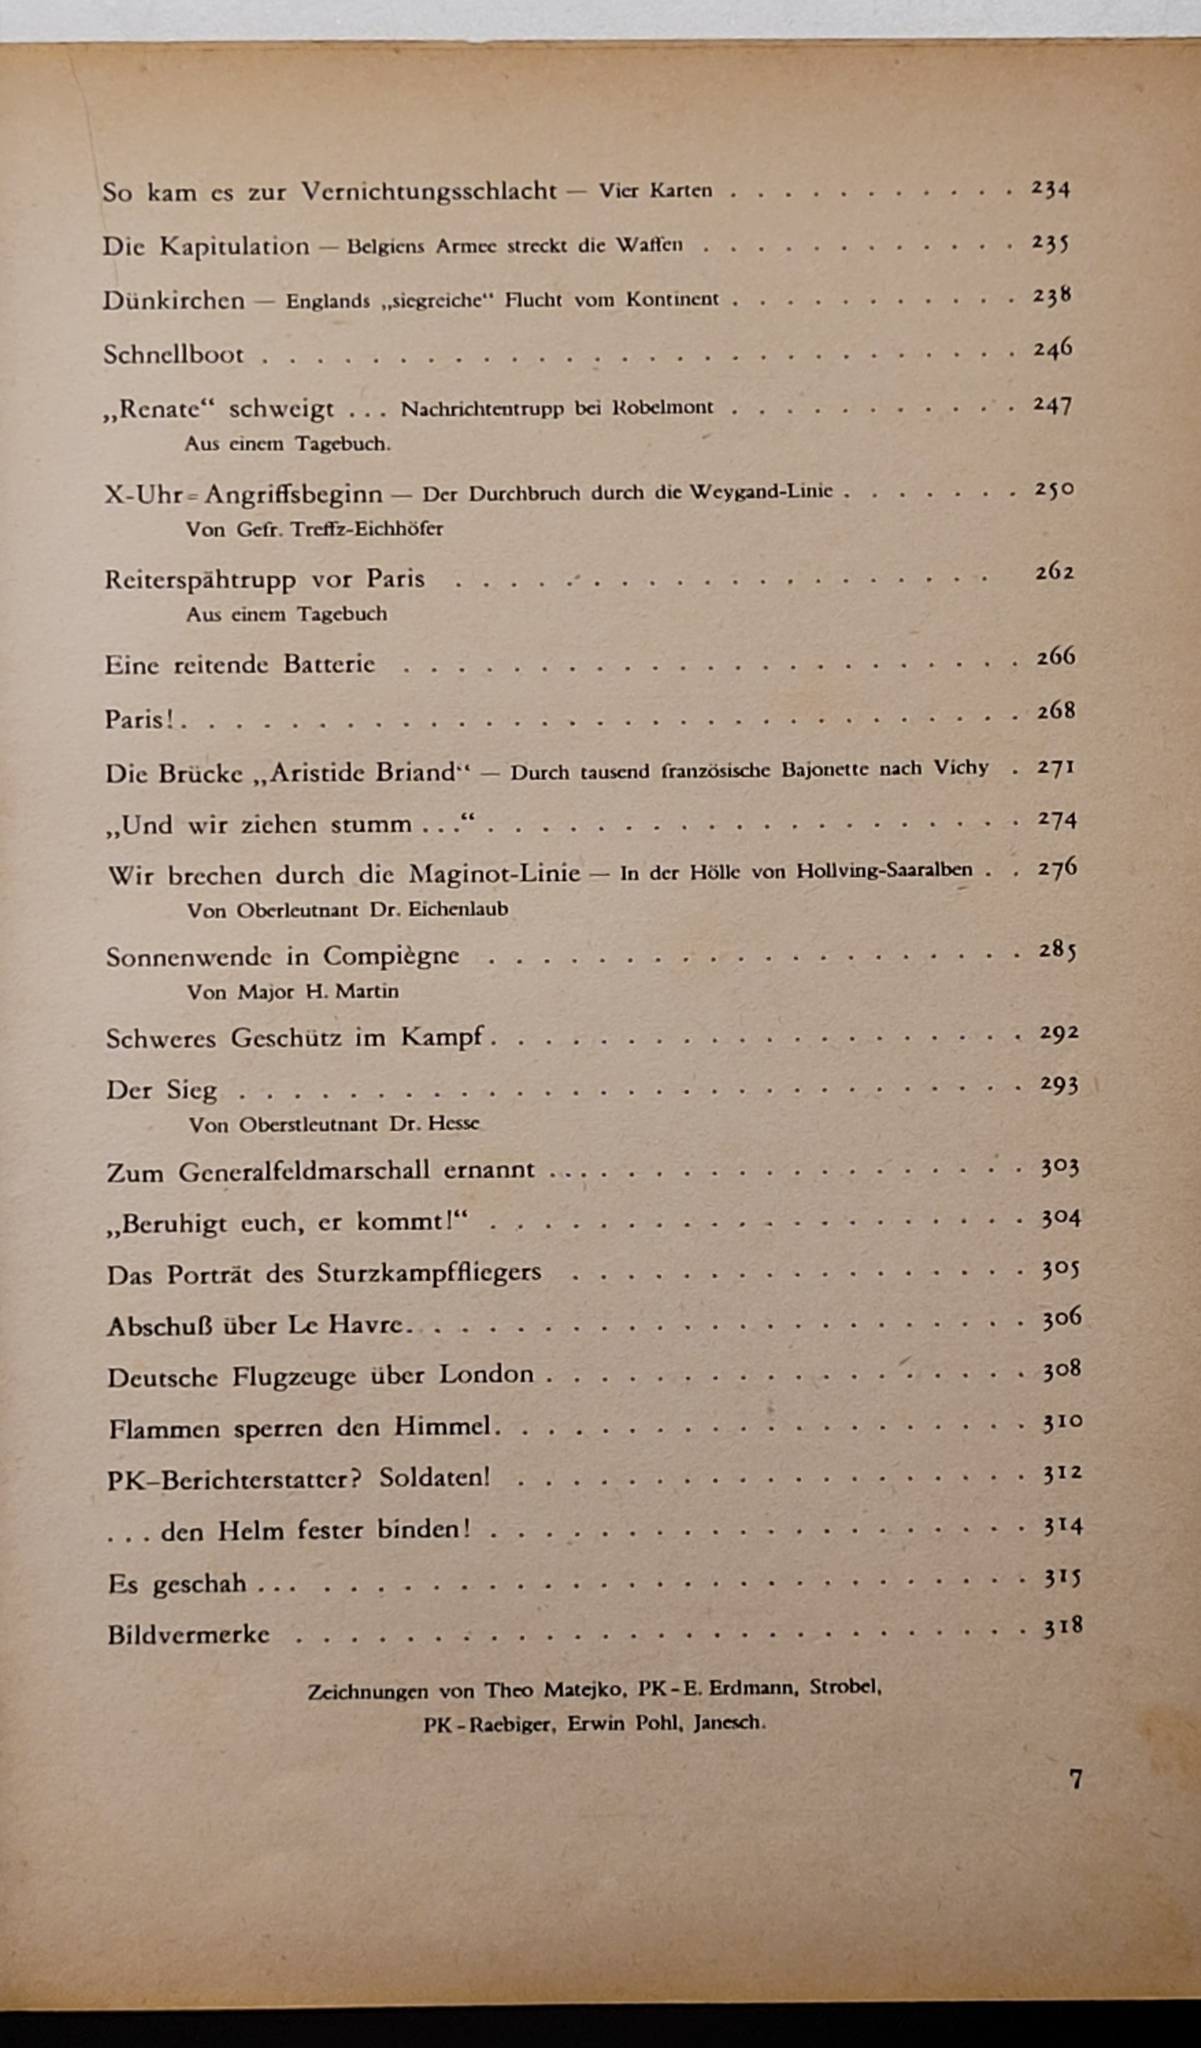 So kam es zur Vernichtungsschlacht — Vier Karten . . . . . . . . . . . 234
Die Kapitulation — Belgiens Armee streckt die Waffen . . . . . . . . . . . . 235
Dünkirchen — Englands „siegreiche“ Flucht vom Kontinent . . . . . . . . . . . 238
Schnellboot . . . . . . . . . . . . . . . . . . . . . . . . . . . . 246
„Renate“ schweigt ... Nachrichtentrupp bei Robelmont . . . . . . . . . . . 247
Aus einem Tagebuch.
X-Uhr = Angriffsbeginn — Der Durchbruch durch die Weygand-Linie . . . . . . . 250
Von Gefr. Treffz-Eichhöfer
Reiterspähtrupp vor Paris . . . . . . . . . . . . . . . . . . . . 262
Aus einem Tagebuch
Eine reitende Batterie . . . . . . . . . . . . . . . . . . . . . . . 266
Paris! . . . . . . . . . . . . . . . . . . . . . . . . . . . . . . . 268
Die Brücke „Aristide Briand“ — Durch tausend französische Bajonette nach Vichy . 271
„Und wir ziehen stumm ...“ . . . . . . . . . . . . . . . . . . . . 274
Wir brechen durch die Maginot-Linie — In der Hölle von Hollving-Saaralben . . 276
Von Oberleutnant Dr. Eichenlaub
Sonnenwende in Compiègne . . . . . . . . . . . . . . . . . . . . 285
Von Major H. Martin
Schweres Geschütz im Kampf . . . . . . . . . . . . . . . . . . . . 292
Der Sieg . . . . . . . . . . . . . . . . . . . . . . . . . . . . . 293
Von Oberstleutnant Dr. Hesse
Zum Generalfeldmarschall ernannt ... . . . . . . . . . . . . . . . . 303
„Beruhigt euch, er kommt!“ . . . . . . . . . . . . . . . . . . . . 304
Das Porträt des Sturzkampffliegers . . . . . . . . . . . . . . . . . 305
Abschuß über Le Havre . . . . . . . . . . . . . . . . . . . . . . . 306
Deutsche Flugzeuge über London . . . . . . . . . . . . . . . . . . 308
Flammen sperren den Himmel . . . . . . . . . . . . . . . . . . . . 310
PK–Berichterstatter? Soldaten! . . . . . . . . . . . . . . . . . . . 312
... den Helm fester binden! . . . . . . . . . . . . . . . . . . . . 314
Es geschah ... . . . . . . . . . . . . . . . . . . . . . . . . . . 315
Bildvermerke . . . . . . . . . . . . . . . . . . . . . . . . . . . 318
Zeichnungen von Theo Matejko, PK - E. Erdmann, Strobel,
PK - Raebiger, Erwin Pohl, Janesch.
7